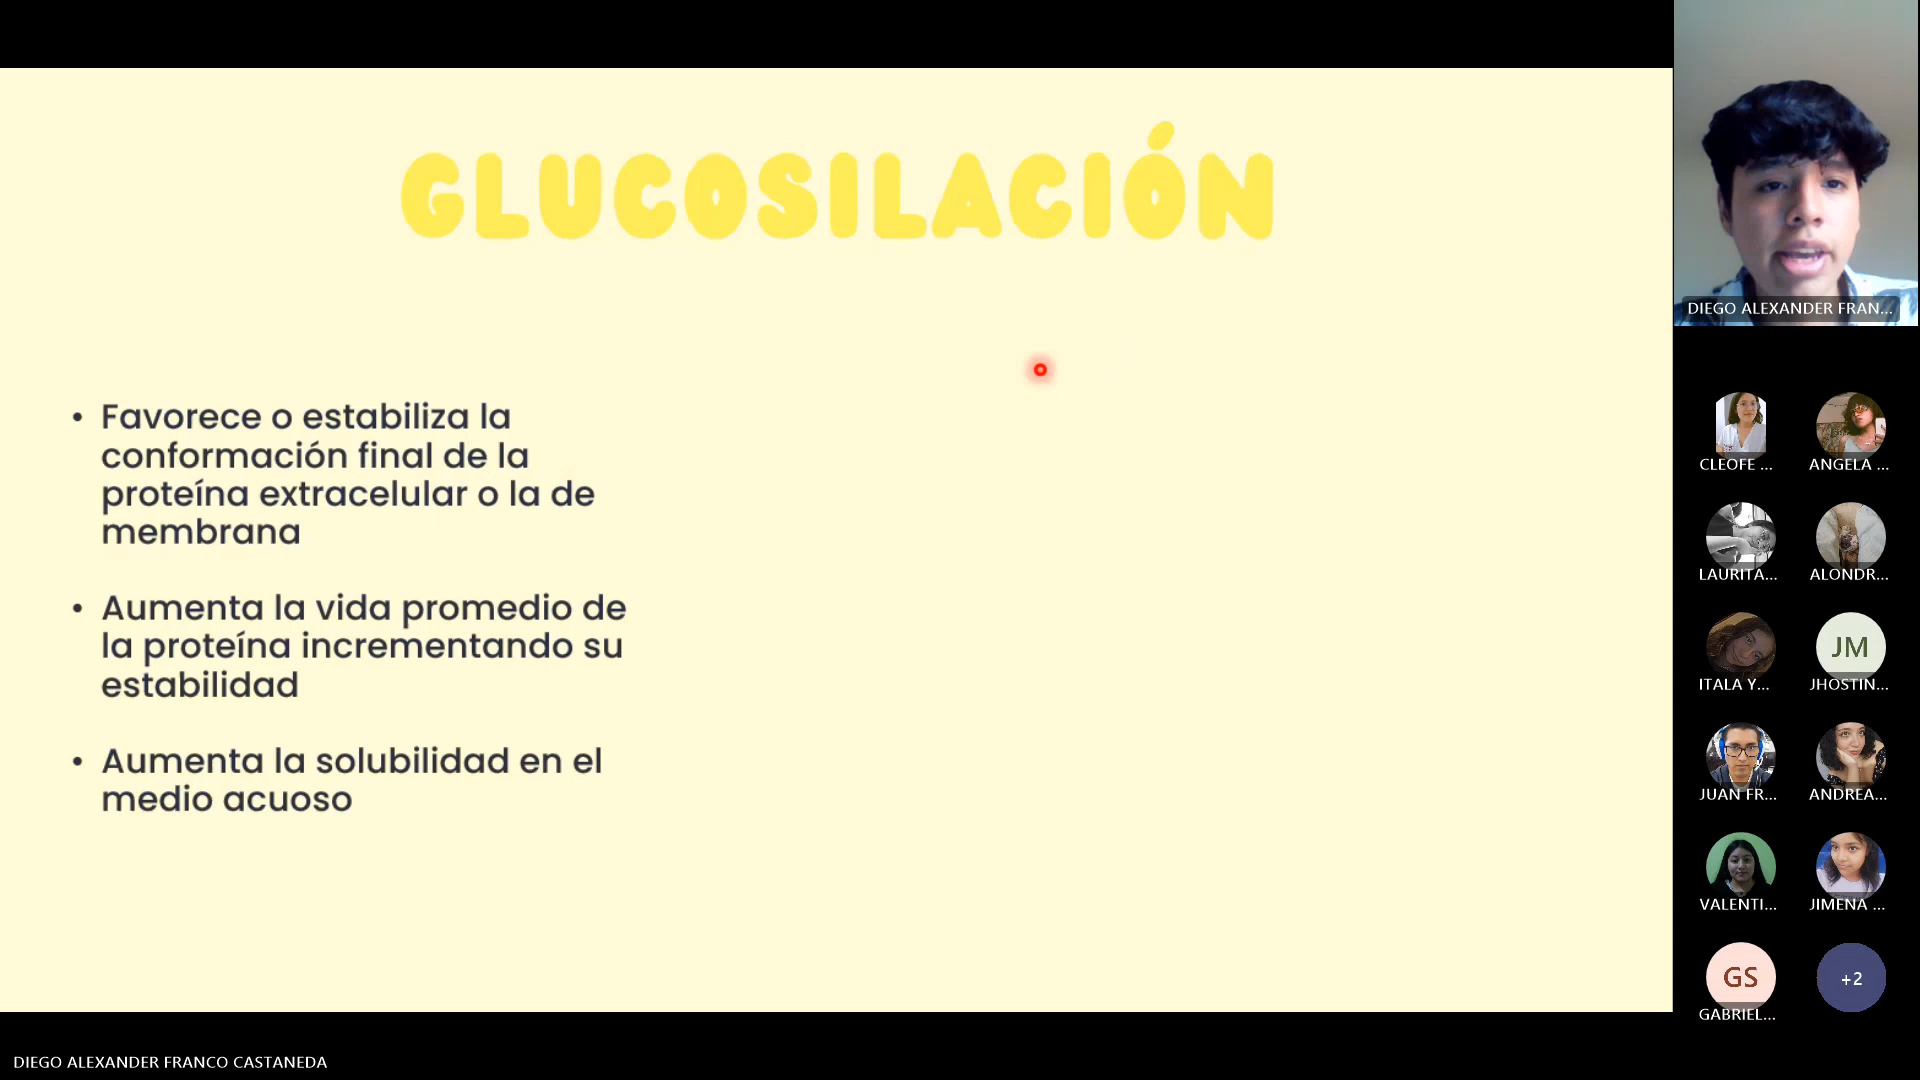 GLUCOSILACIÓN
• Favorece o estabiliza la
conformación final de la
proteína extracelular o la de
membrana
• Aumenta la vida promedio de
la proteína incrementando su
estabilidad
• Aumenta la solubilidad en el
medio acuoso
DIEGO ALEXANDER FRAN...
CLEOFE ...
ANGELA ...
LAURITA...
ALONDR...
ITALA Y...
JM
JHOSTIN...
JUAN FR...
ANDREA...
VALENTI...
JIMENA ...
GS
GABRIEL...
+2
DIEGO ALEXANDER FRANCO CASTANEDA